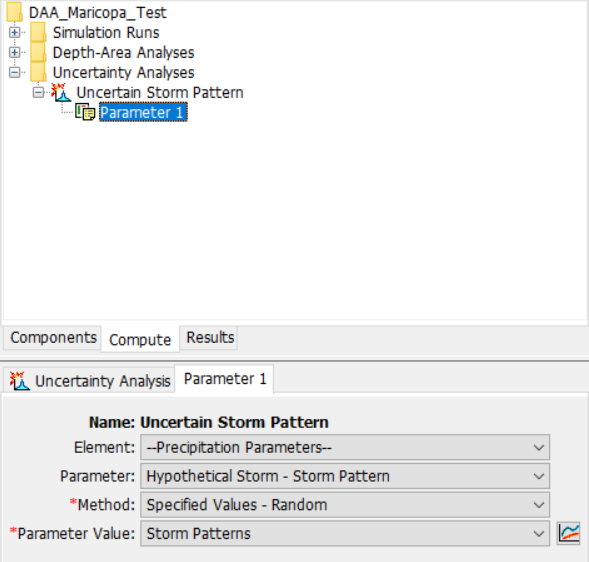 DAA_Maricopa_Test
Simulation Runs
Depth-Area Analyses
Uncertainty Analyses
Uncertain Storm Pattern
Parameter 1
Components Compute Results
Uncertainty Analysis Parameter 1
Name: Uncertain Storm Pattern
Element: --Precipitation Parameters--
Parameter: Hypothetical Storm - Storm Pattern
*Method: Specified Values - Random
*Parameter Value: Storm Patterns